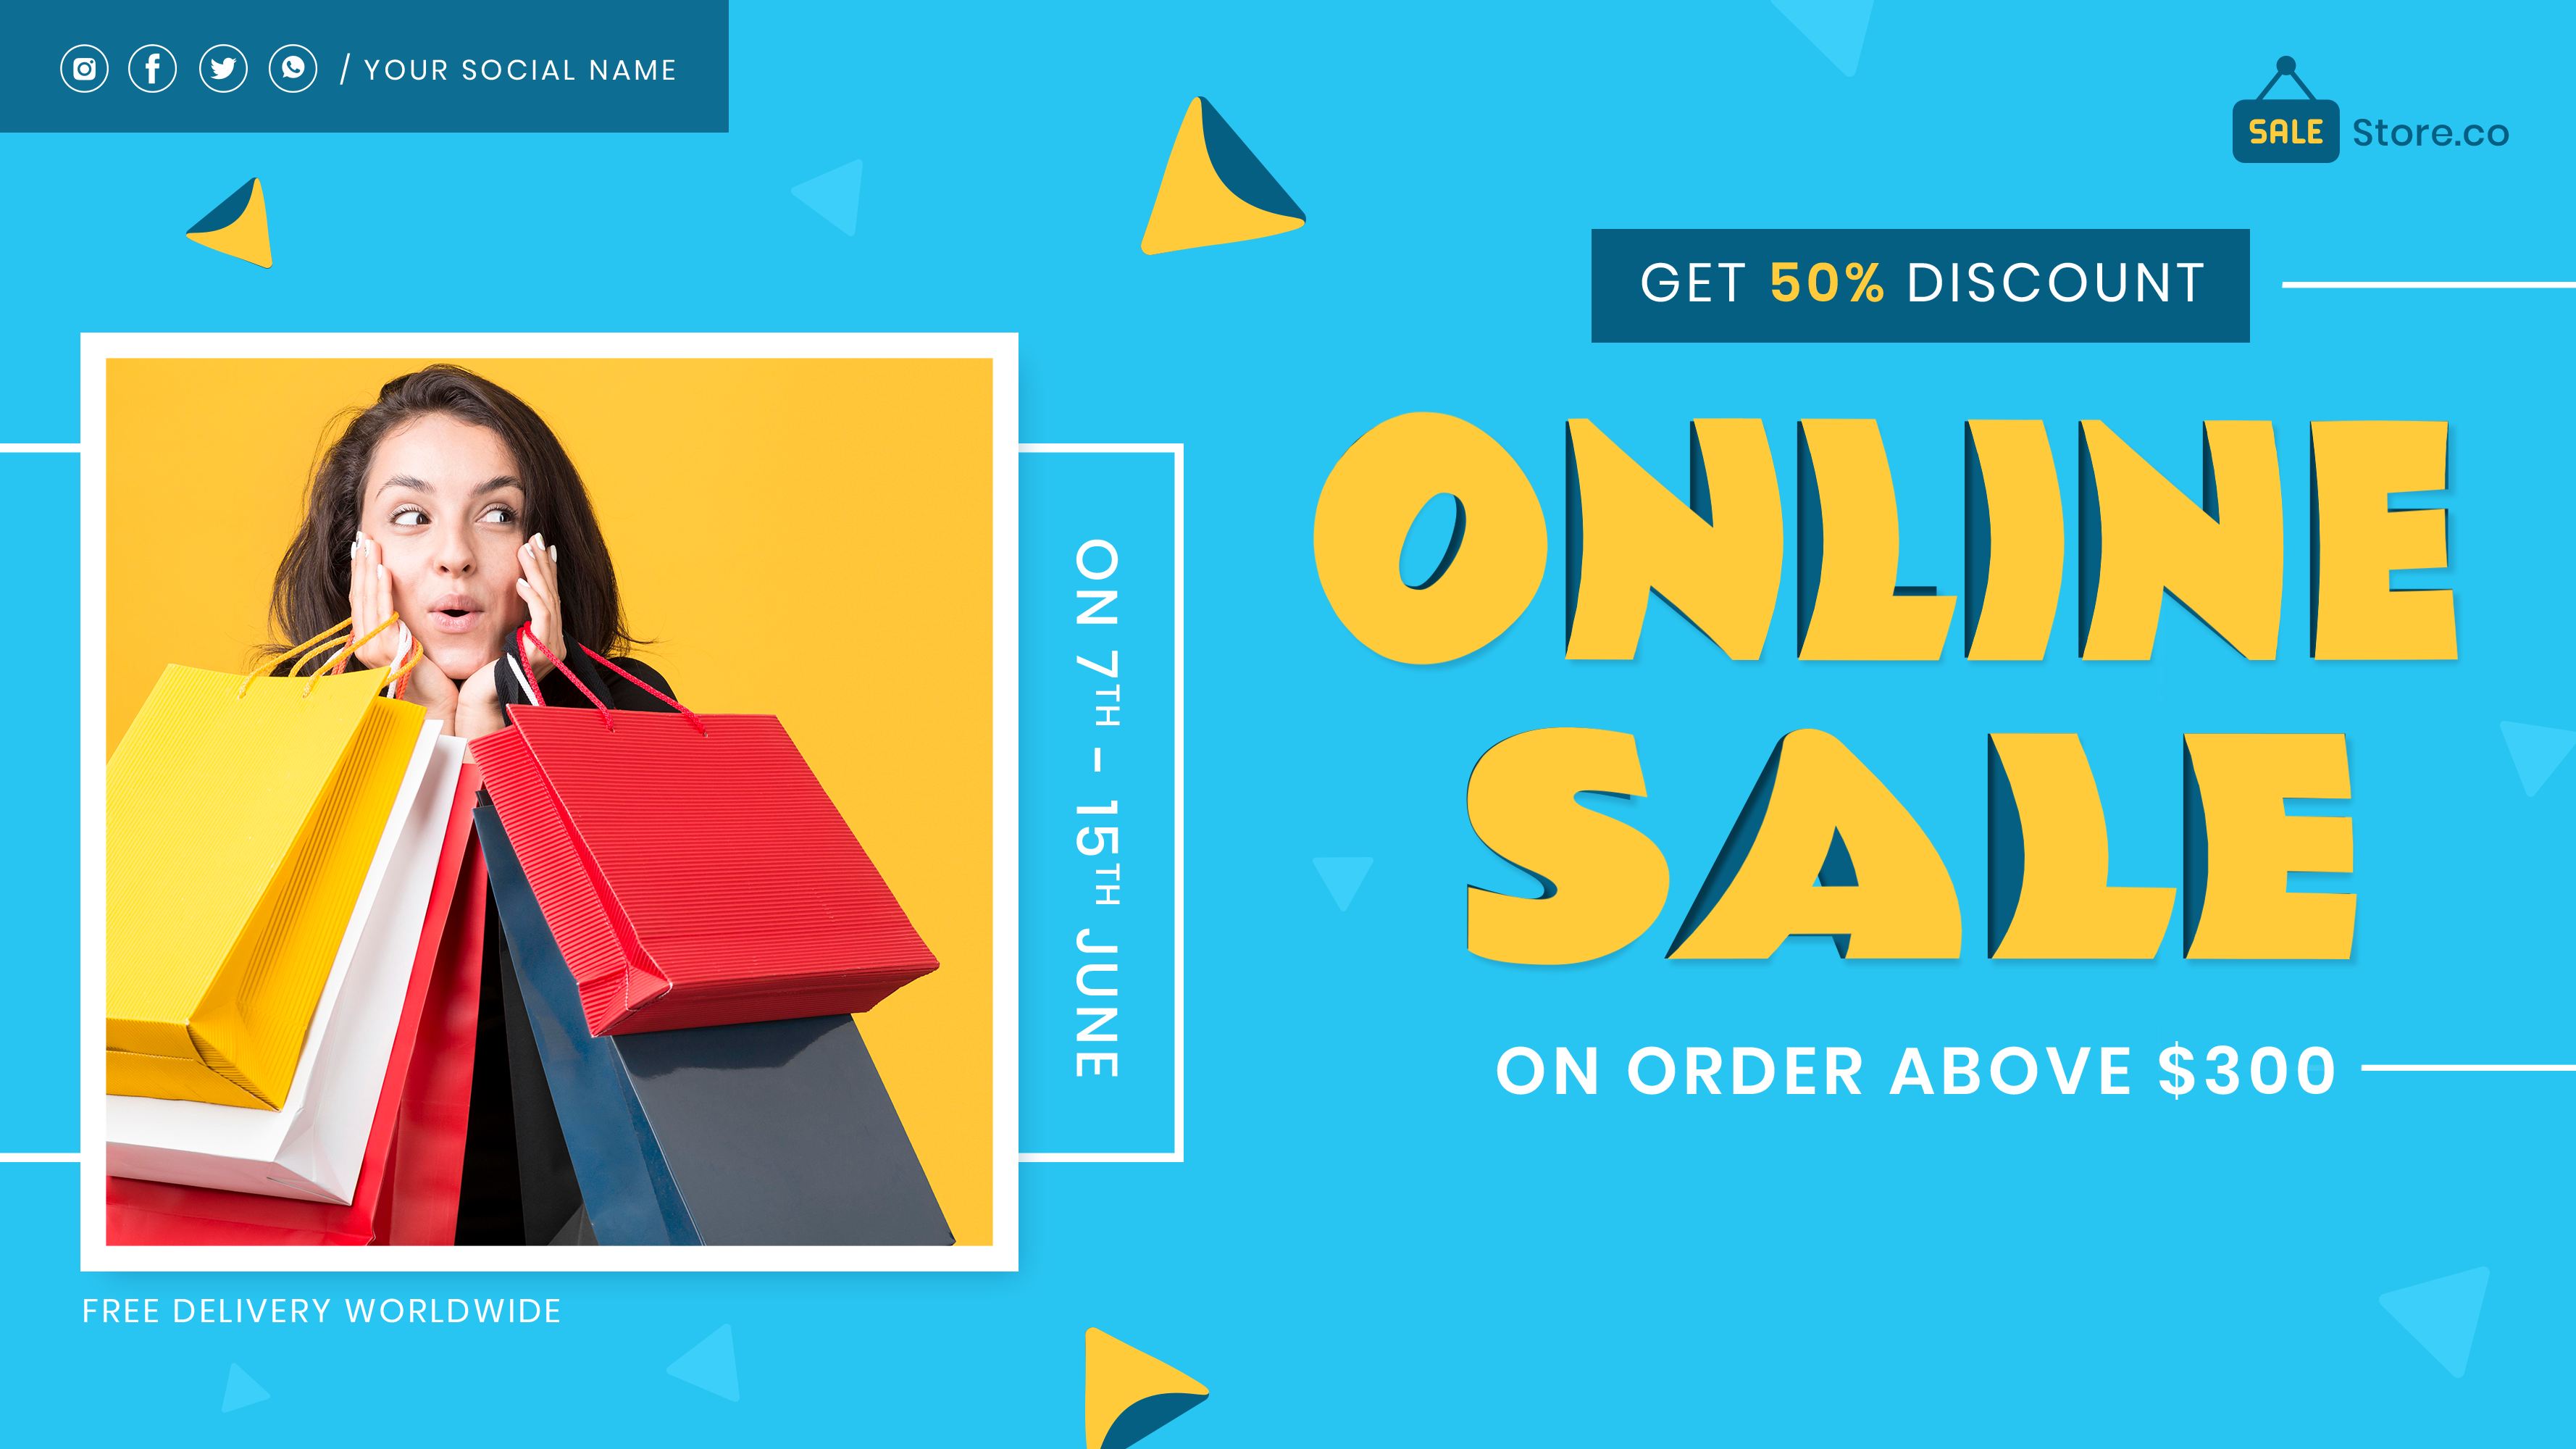 / YOUR SOCIAL NAME
SALE Store.co
GET 50% DISCOUNT
ONLINE
SALE
ON ORDER ABOVE $300
ON 7TH - 15TH JUNE
FREE DELIVERY WORLDWIDE